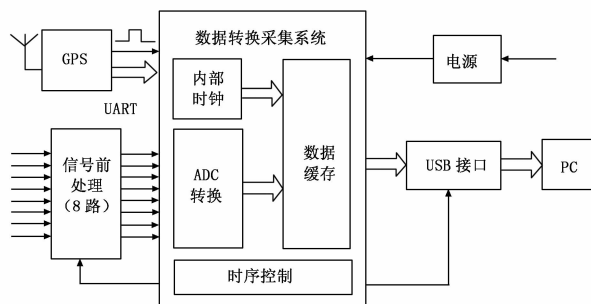 数据转换采集系统
GPS
电源
内部
时钟
UART
信号前
处理
(8 路)
ADC
转换
数据
缓存
USB 接口
PC
时序控制